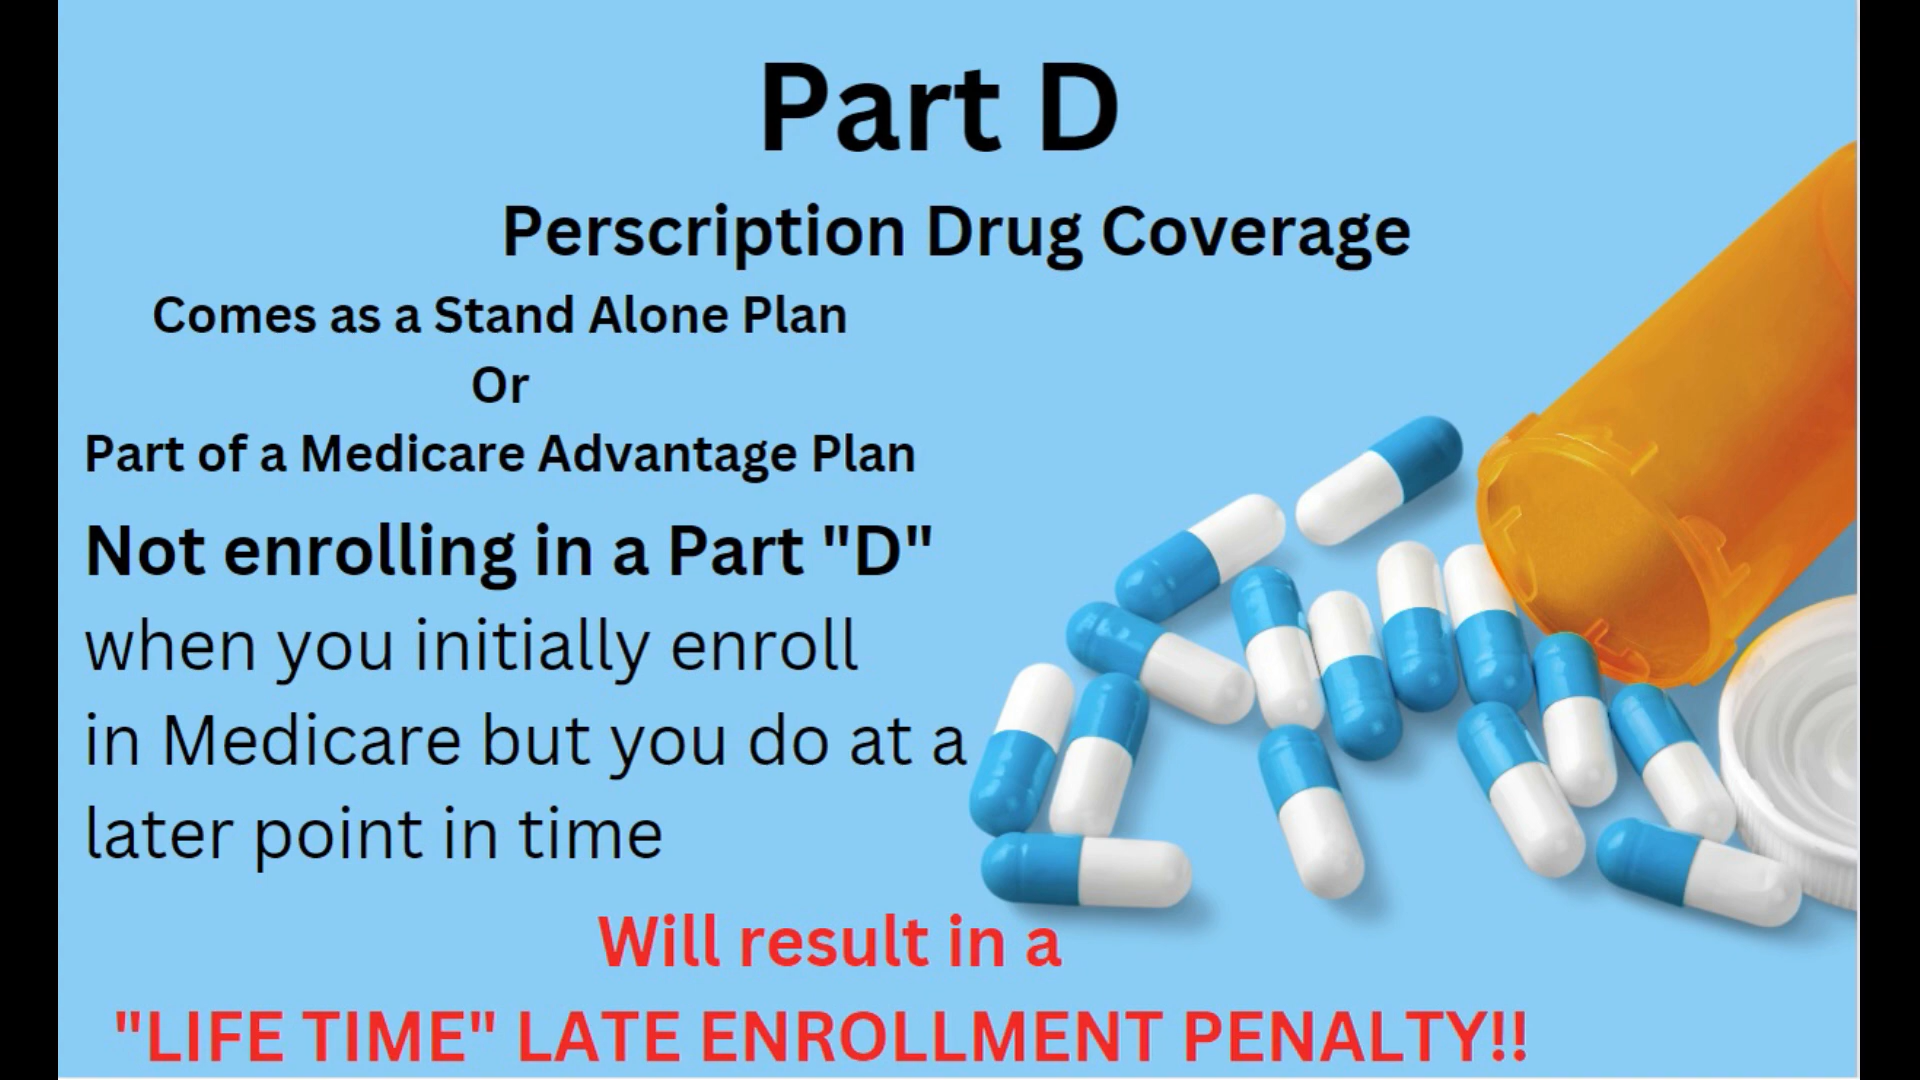 Part D
Perscription Drug Coverage
Comes as a Stand Alone Plan
Or
Part of a Medicare Advantage Plan
Not enrolling in a Part "D"
when you initially enroll
in Medicare but you do at a
later point in time
Will result in a
"LIFE TIME" LATE ENROLLMENT PENALTY!!